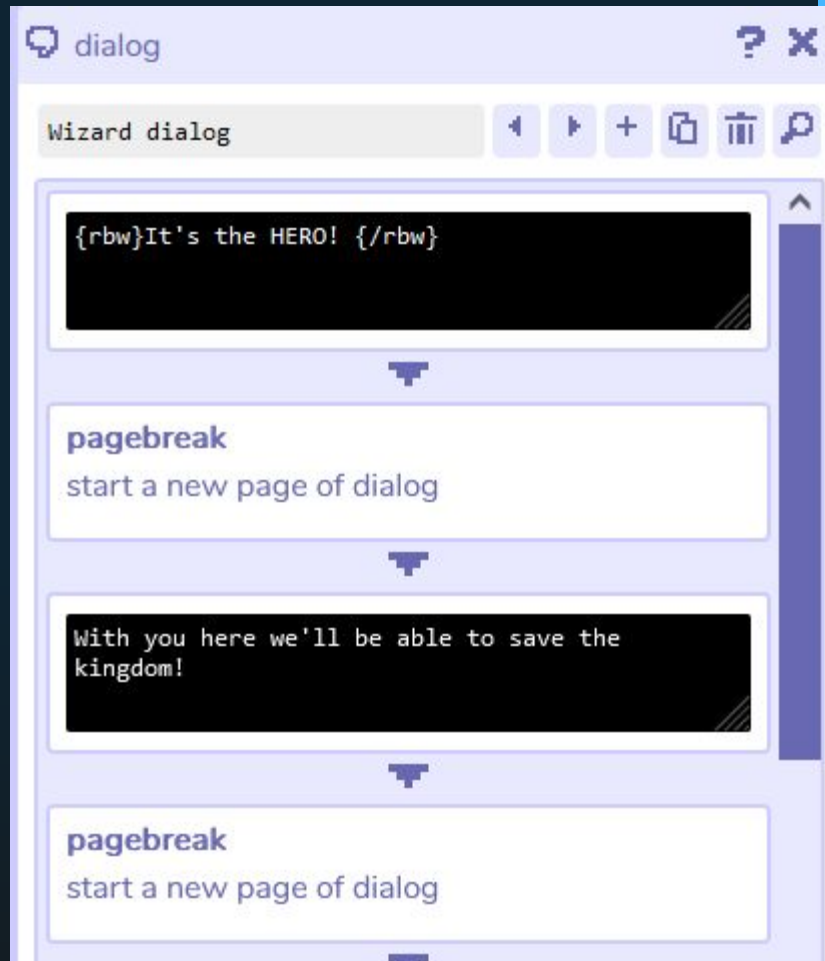 dialog
Wizard dialog
{rbw}It's the HERO! {/rbw}
pagebreak
start a new page of dialog
With you here we'll be able to save the
kingdom!
pagebreak
start a new page of dialog